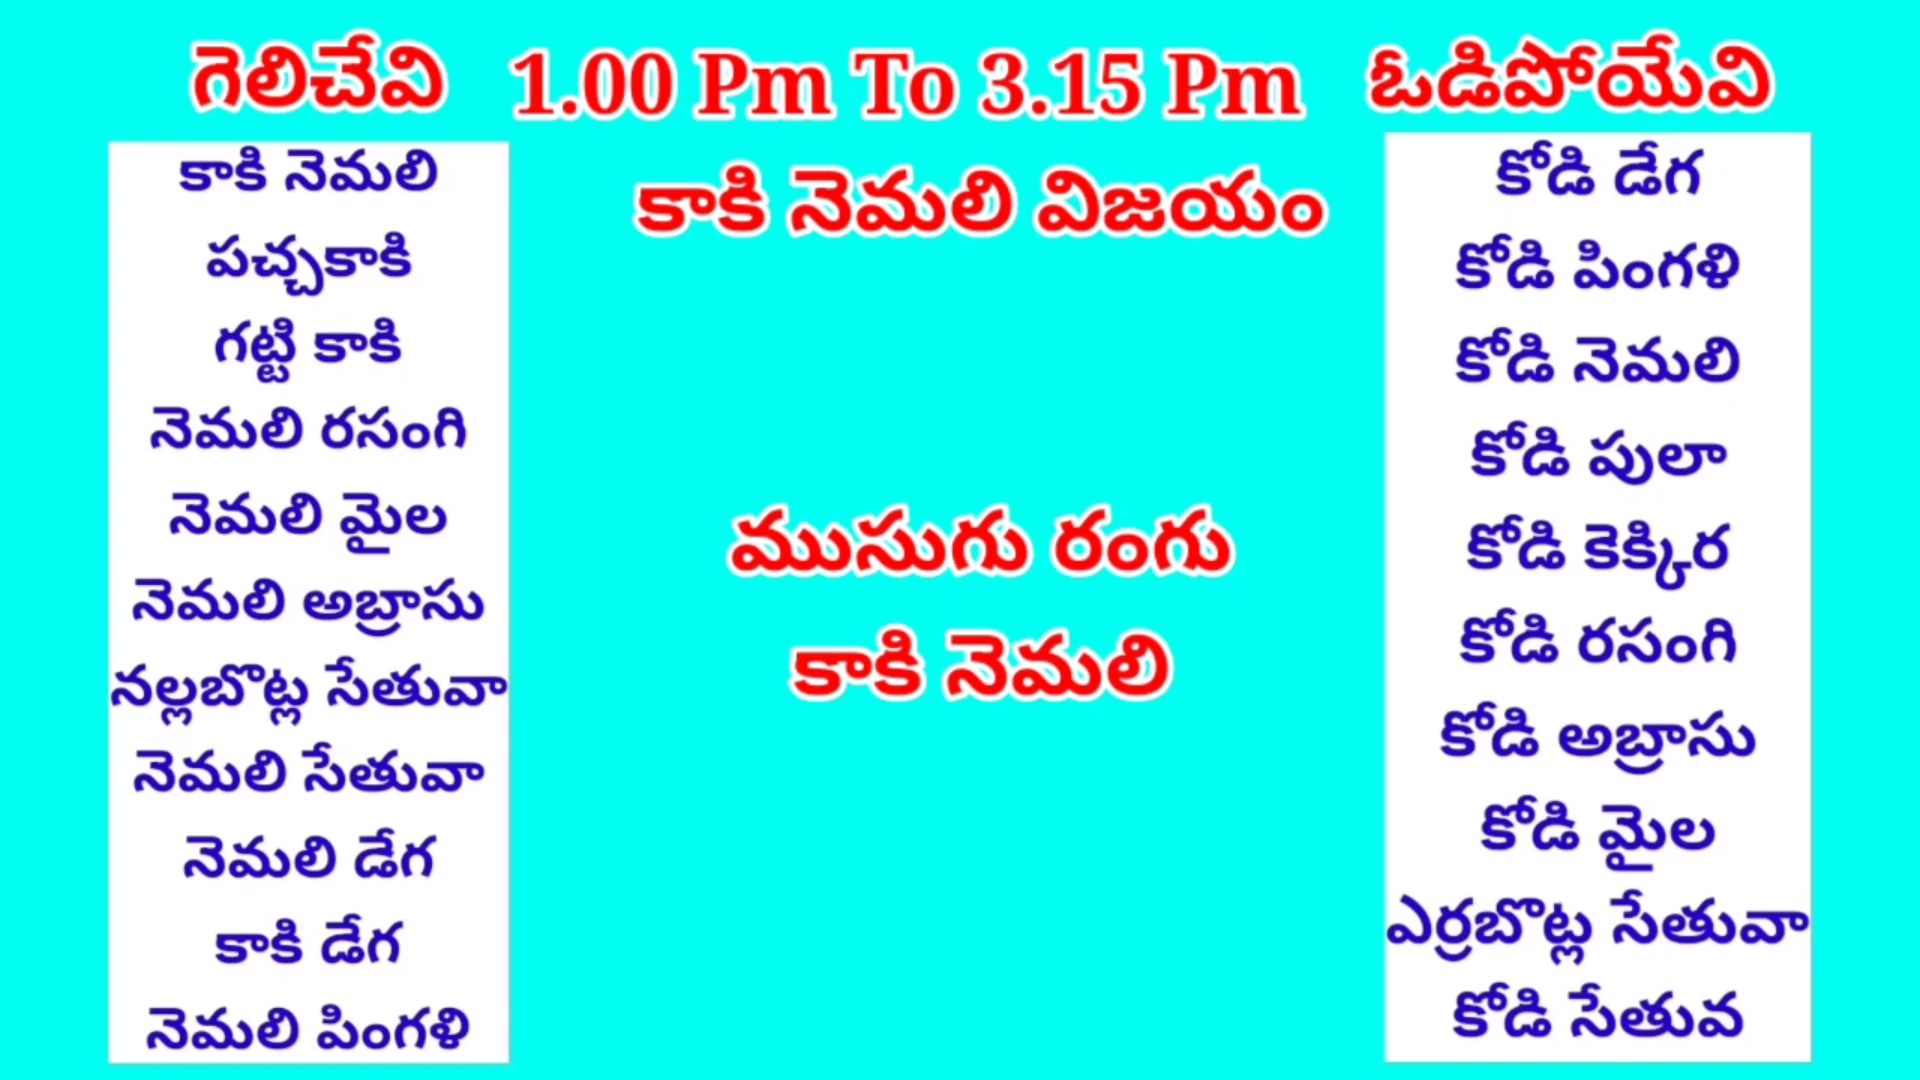 గెలిచేవి
1.00 Pm To 3.15 Pm
ఓడిపోయేవి
కాకి నెమలి విజయం
కాకి నెమలి
పచ్చకాకి
గట్టి కాకి
నెమలి రసంగి
నెమలి మైల
నెమలి అబ్రాసు
నల్లబొట్ల సేతువా
నెమలి సేతువా
నెమలి డేగ
కాకి డేగ
నెమలి పింగళి
ముసుగు రంగు
కాకి నెమలి
కోడి డేగ
కోడి పింగళి
కోడి నెమలి
కోడి పులా
కోడి కెక్కిర
కోడి రసంగి
కోడి అబ్రాసు
కోడి మైల
ఎర్రబొట్ల సేతువా
కోడి సేతువ